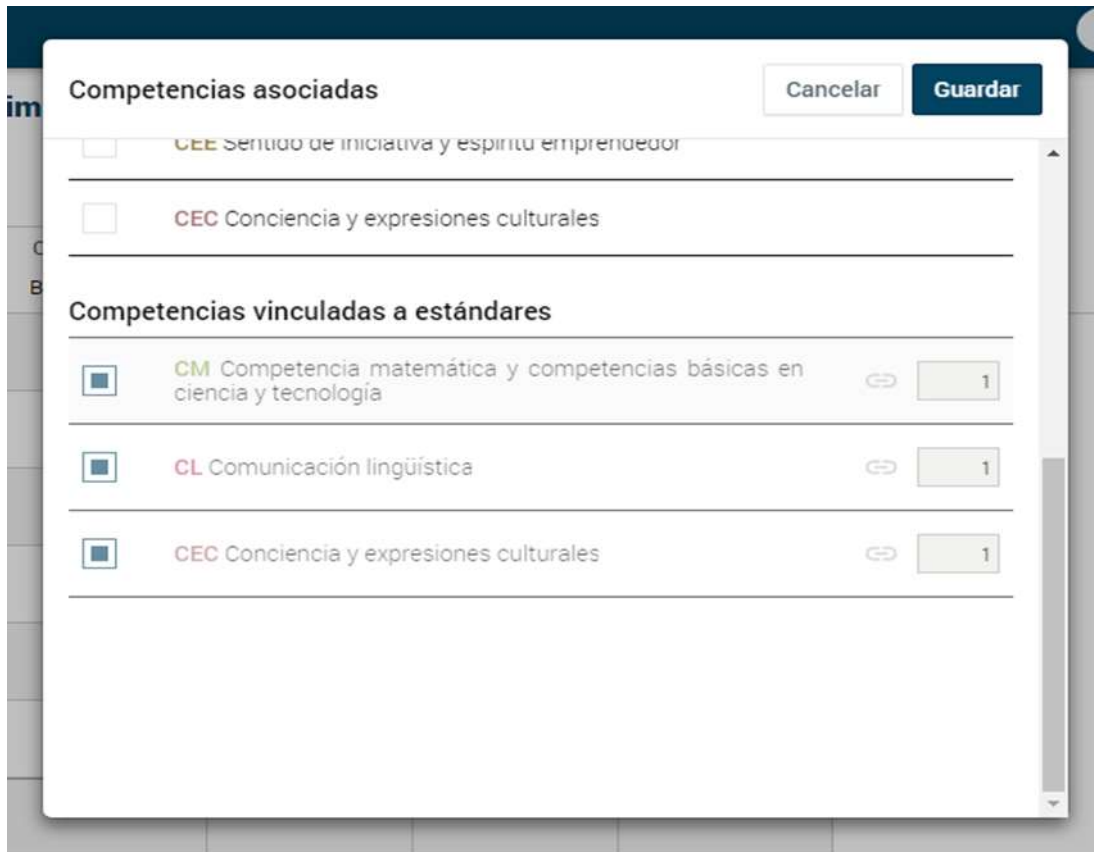 Competencias asociadas
Cancelar
Guardar
im
CEE Sentido de iniciativa y espíritu emprendedor
CEC Conciencia y expresiones culturales
C
B
Competencias vinculadas a estándares
CM Competencia matemática y competencias básicas en
ciencia y tecnología
1
CL Comunicación lingüística
1
CEC Conciencia y expresiones culturales
1